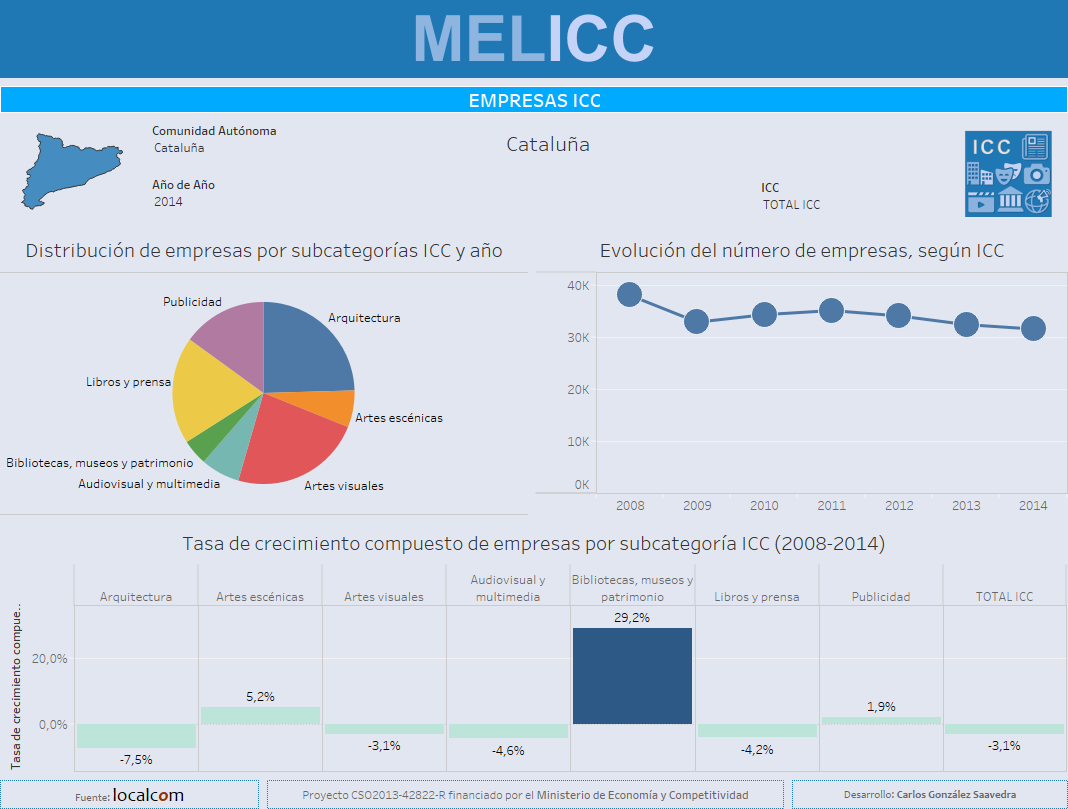 MELICC
EMPRESAS ICC
Comunidad Autónoma
Cataluña
Año de Año
2014
Cataluña
ICC
TOTAL ICC
ICC
Distribución de empresas por subcategorías ICC y año
Publicidad
Arquitectura
Libros y prensa
Artes escénicas
Bibliotecas, museos y patrimonio
Audiovisual y multimedia
Artes visuales
Evolución del número de empresas, según ICC
40K
30K
20K
10K
0K
2008 2009 2010 2011 2012 2013 2014
Tasa de crecimiento compuesto de empresas por subcategoría ICC (2008-2014)
Tasa de crecimiento compue..
Arquitectura
Artes escénicas
Artes visuales
Audiovisual y
multimedia
Bibliotecas, museos y
patrimonio
Libros y prensa
Publicidad
TOTAL ICC
20,0%
0,0%
-7,5%
5,2%
-3,1%
-4,6%
29,2%
-4,2%
1,9%
-3,1%
Fuente: localcom
Proyecto CSO2013-42822-R financiado por el Ministerio de Economía y Competitividad
Desarrollo: Carlos González Saavedra